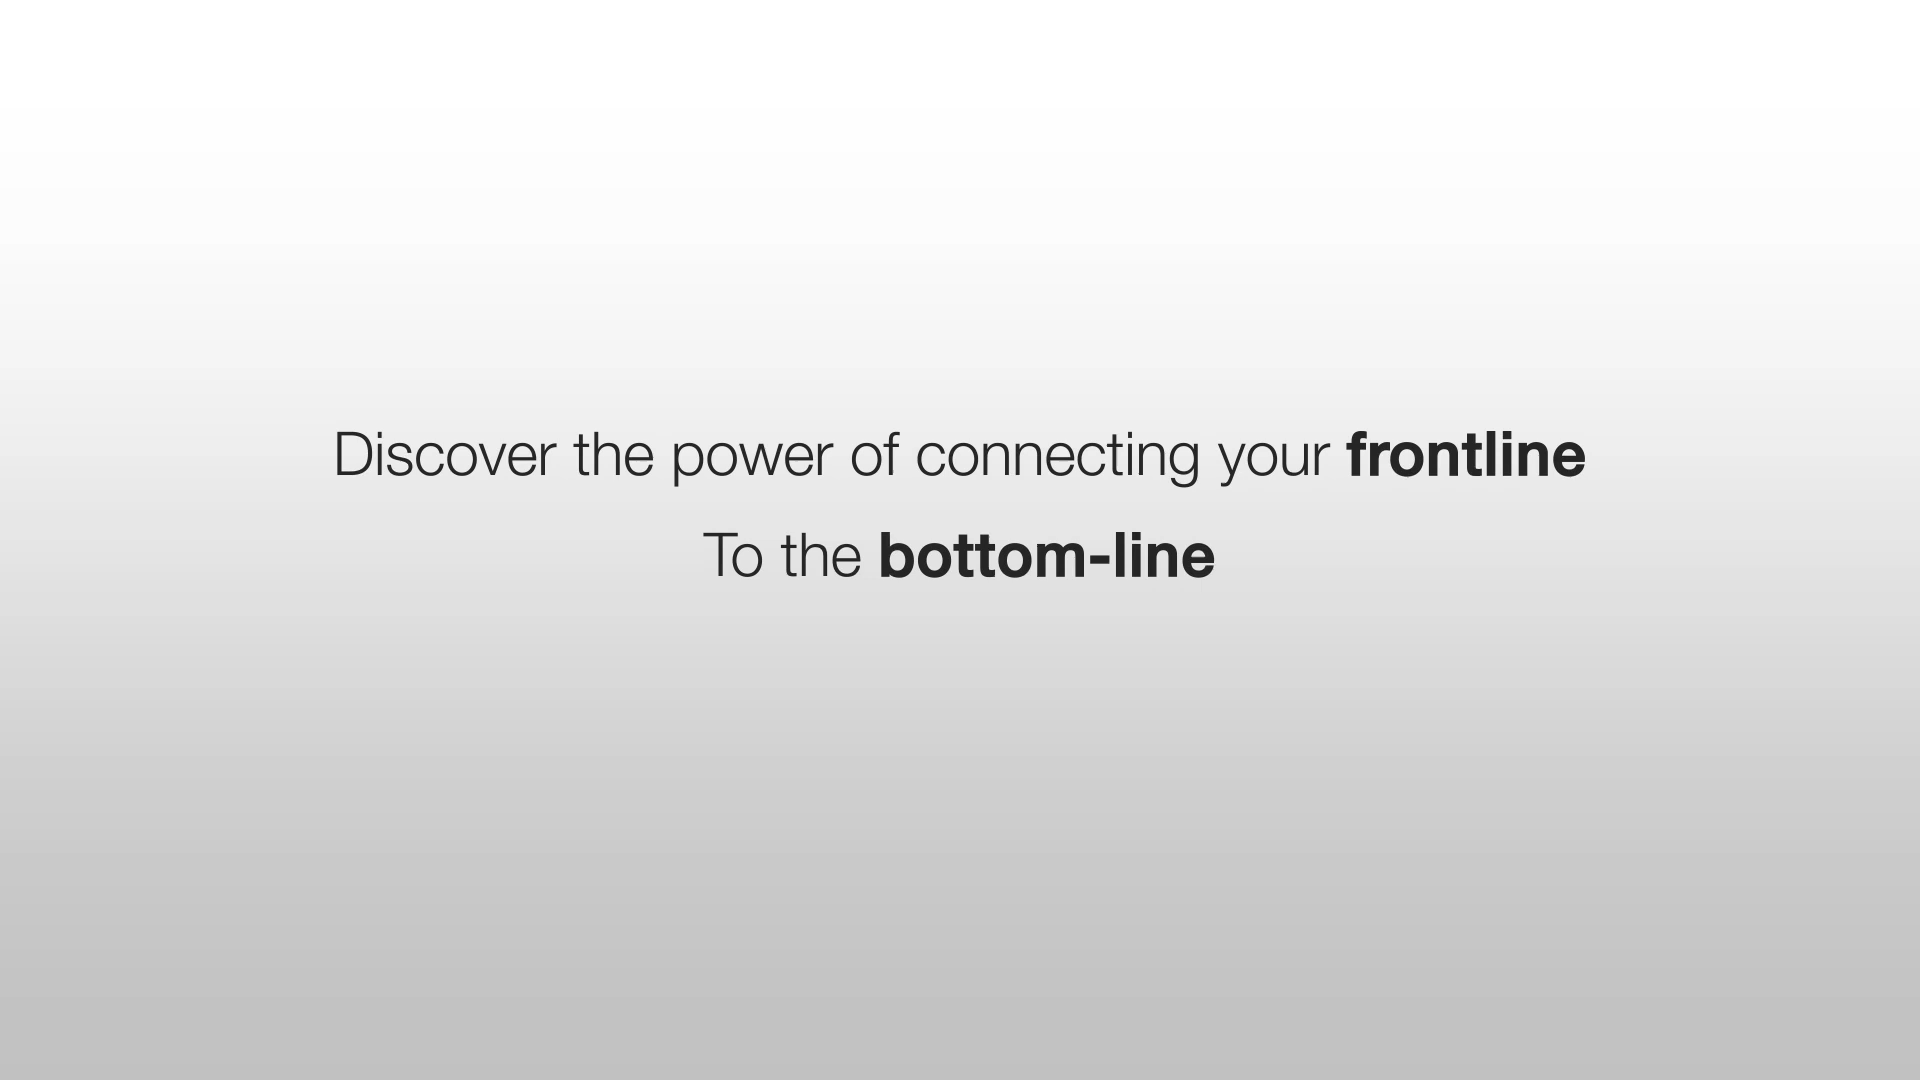 Discover the power of connecting your frontline
To the bottom-line